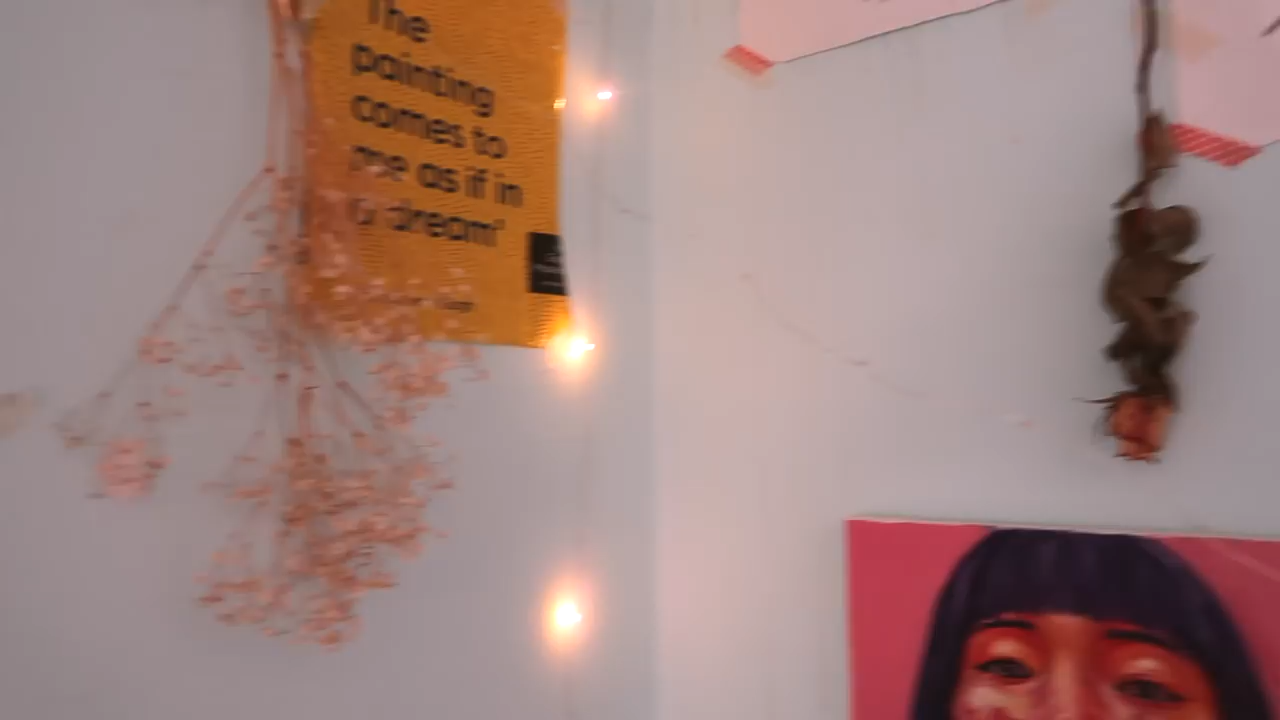 The
painting
comes to
me as if in
a dream'